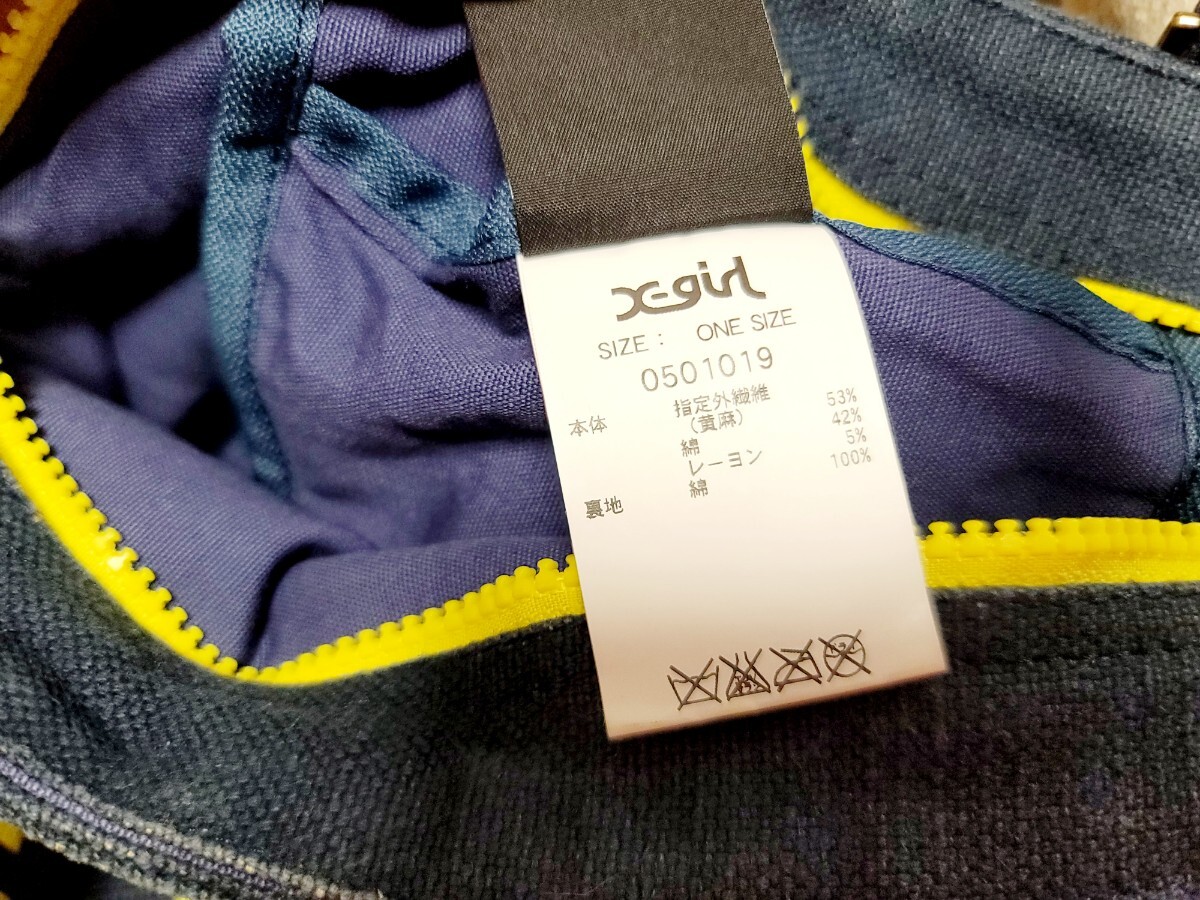 X-girl
SIZE : ONE SIZE
0501019
本体 指定外繊維 53%
(黄麻) 42%
綿 5%
レーヨン 100%
裏地 綿